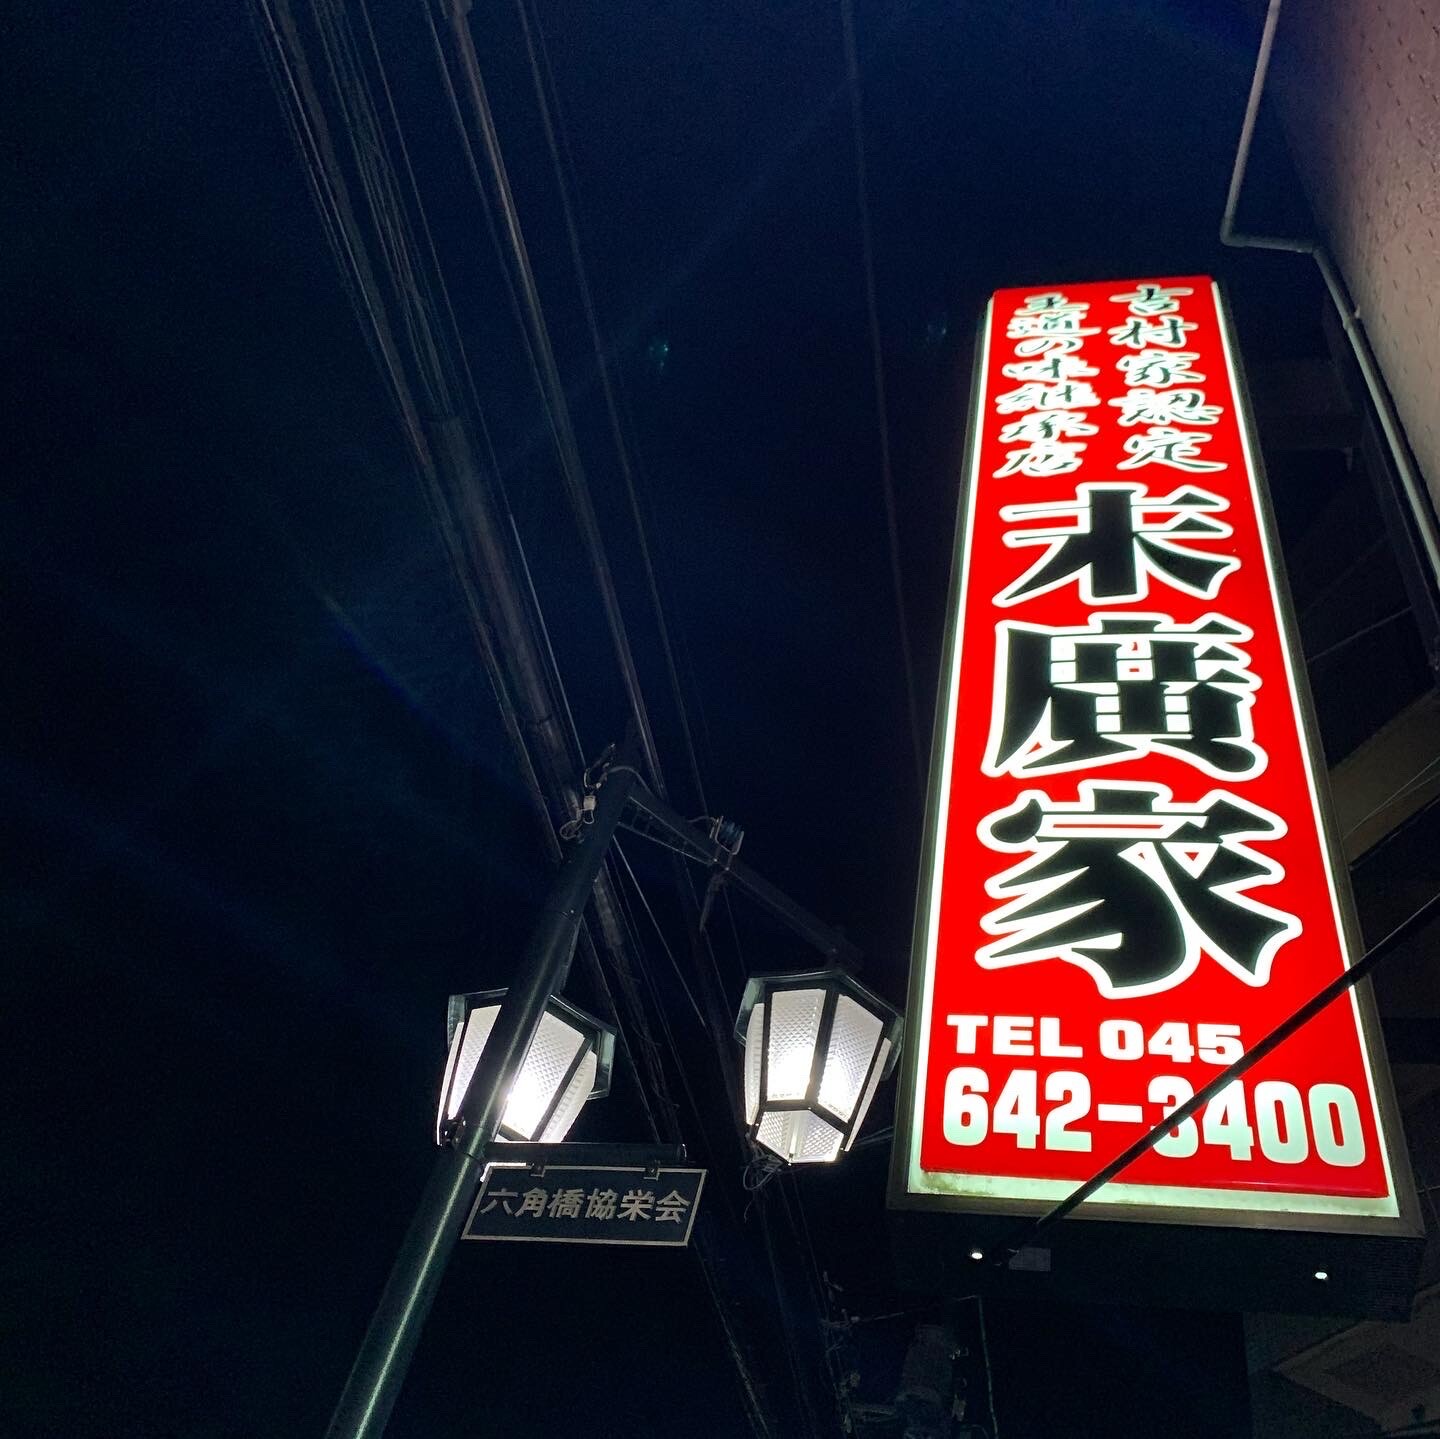 吉村家認定
王道の味継承店
末廣家
TEL 045
642-3400
六角橋協栄会